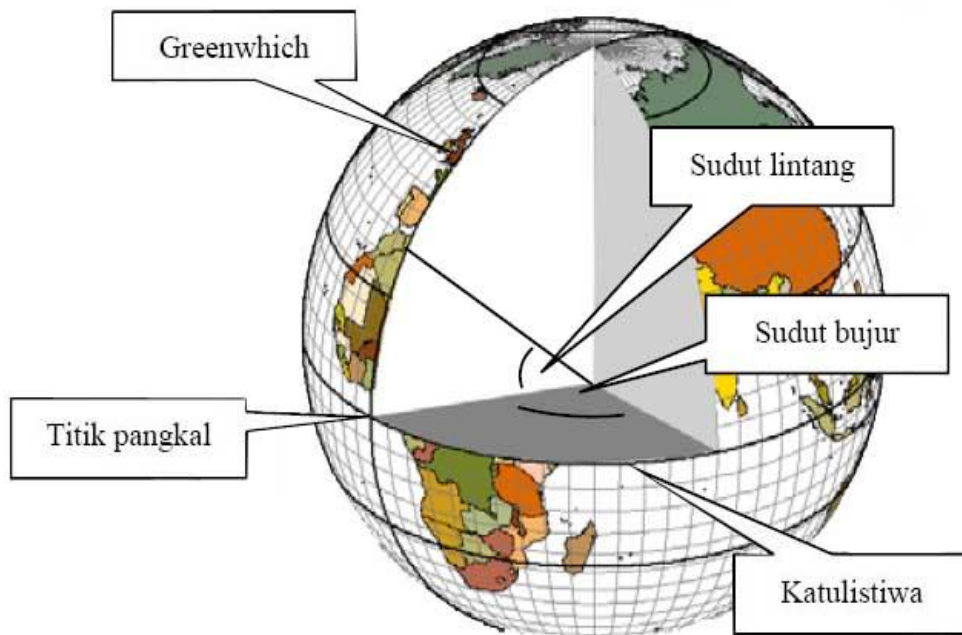 Greenwhich
Sudut lintang
Sudut bujur
Titik pangkal
Katulistiwa